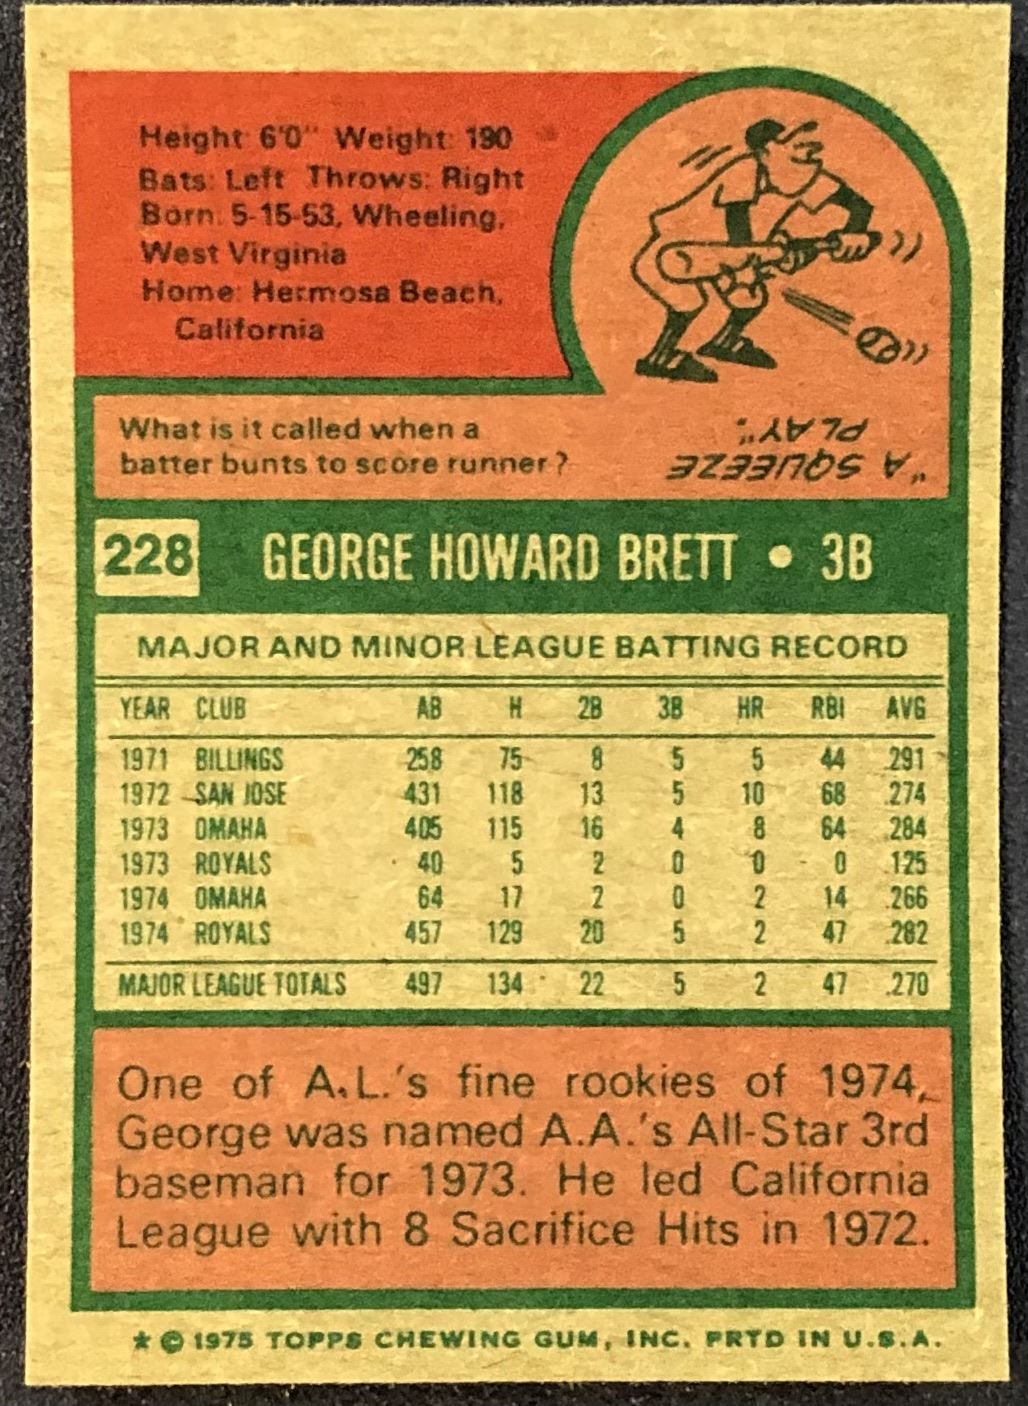 Height: 6'0" Weight: 190
Bats: Left Throws: Right
Born: 5-15-53, Wheeling,
West Virginia
Home: Hermosa Beach,
California
What is it called when a
batter bunts to score runner?
"A SQUEEZE
PLAY".
228 GEORGE HOWARD BRETT • 3B
MAJOR AND MINOR LEAGUE BATTING RECORD
YEAR CLUB AB H 2B 3B HR RBI AVG
1971 BILLINGS 258 75 8 5 5 44 .291
1972 SAN JOSE 431 118 13 5 10 68 .274
1973 OMAHA 405 115 16 4 8 64 .284
1973 ROYALS 40 5 2 0 0 0 .125
1974 OMAHA 64 17 2 0 2 14 .266
1974 ROYALS 457 129 20 5 2 47 .282
MAJOR LEAGUE TOTALS 497 134 22 5 2 47 .270
One of A.L.'s fine rookies of 1974,
George was named A.A.'s All-Star 3rd
baseman for 1973. He led California
League with 8 Sacrifice Hits in 1972.
★ © 1975 TOPPS CHEWING GUM, INC. PRTD IN U.S.A.